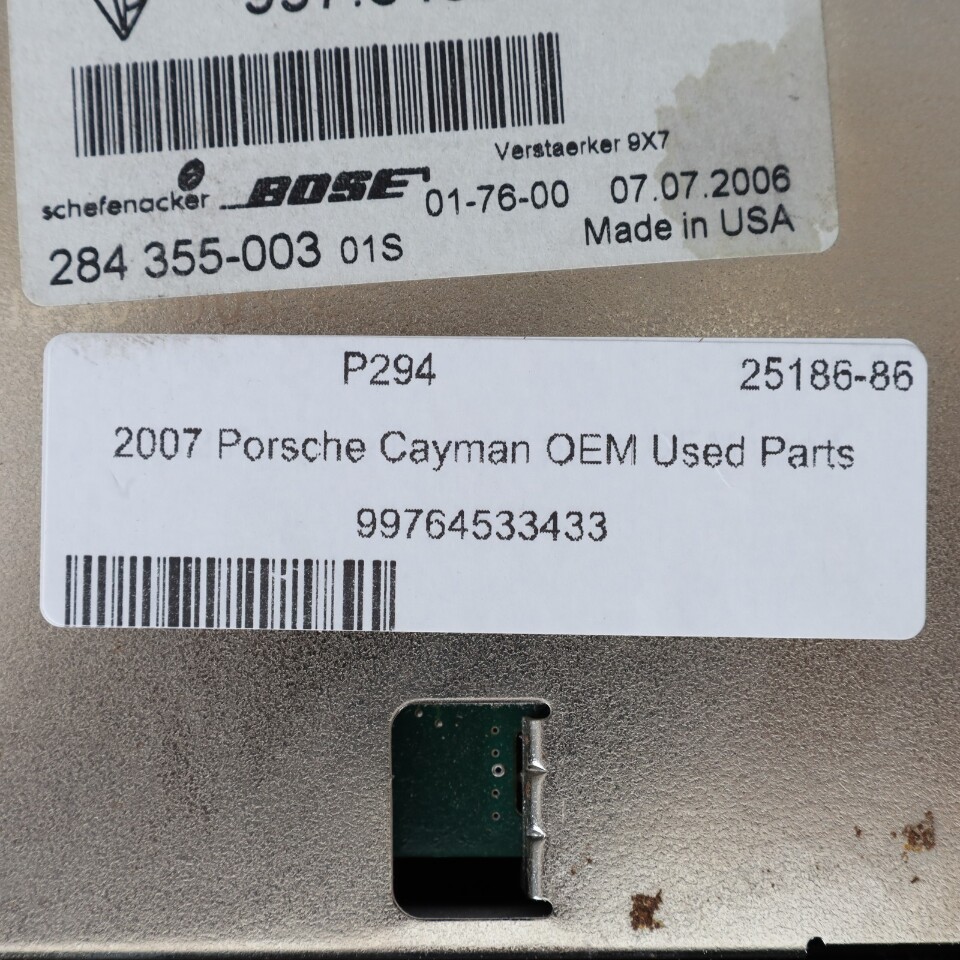 Verstaerker 9X7
schefenacker BOSE 01-76-00 07.07.2006
284 355-003 01S Made in USA
P294 25186-86
2007 Porsche Cayman OEM Used Parts
99764533433